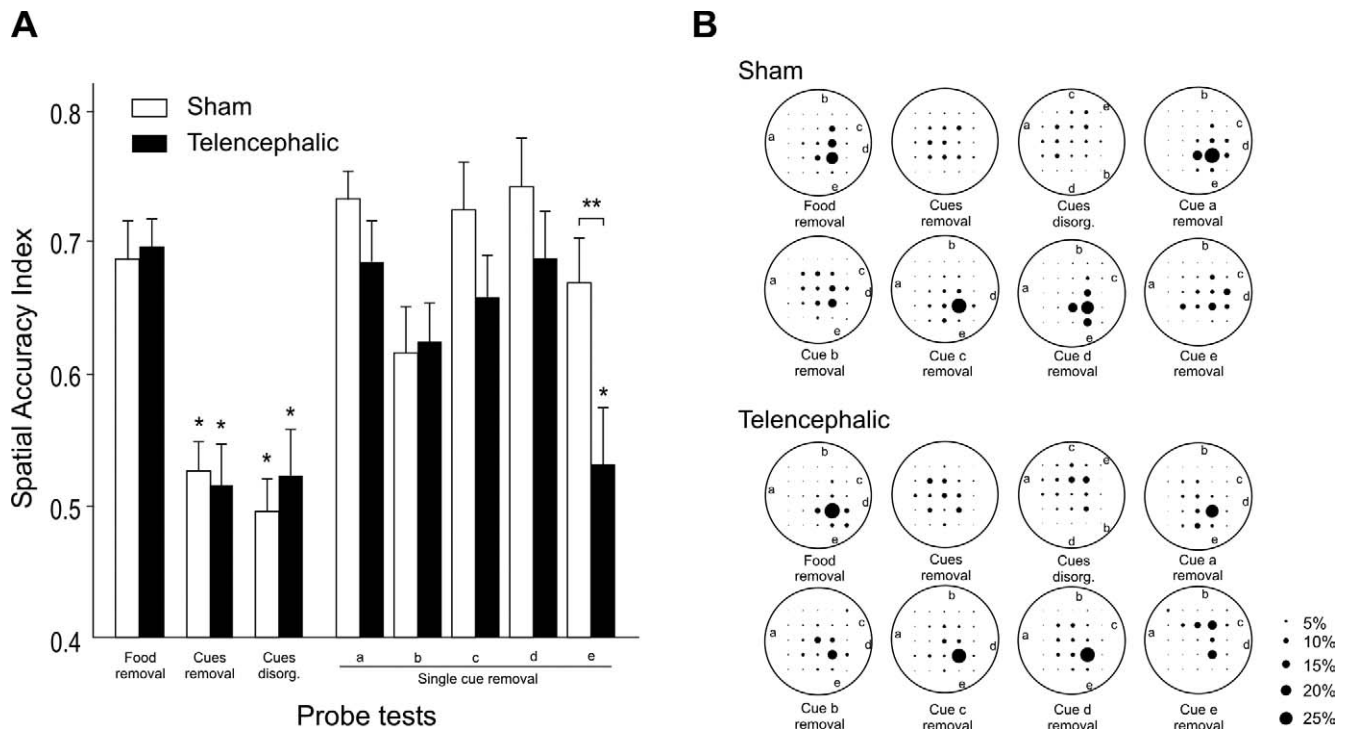 A
Spatial Accuracy Index
0.8
0.7
0.6
0.5
0.4
Sham
Telencephalic
*
*
*
*
**
*
Food
removal
Cues
removal
Cues
disorg.
a
b
c
d
e
Single cue removal
Probe tests
B
Sham
a
b
c
d
e
Food
removal
Cues
removal
c
e
a
b
d
Cues
disorg.
b
c
d
e
Cue a
removal
a
c
d
e
Cue b
removal
b
a
d
e
Cue c
removal
b
c
a
e
Cue d
removal
b
c
a
d
Cue e
removal
Telencephalic
b
c
a
d
e
Food
removal
Cues
removal
c
e
a
b
d
Cues
disorg.
b
c
d
e
Cue a
removal
c
a
d
e
Cue b
removal
b
a
d
e
Cue c
removal
b
c
a
e
Cue d
removal
b
c
a
d
Cue e
removal
5%
10%
15%
20%
25%